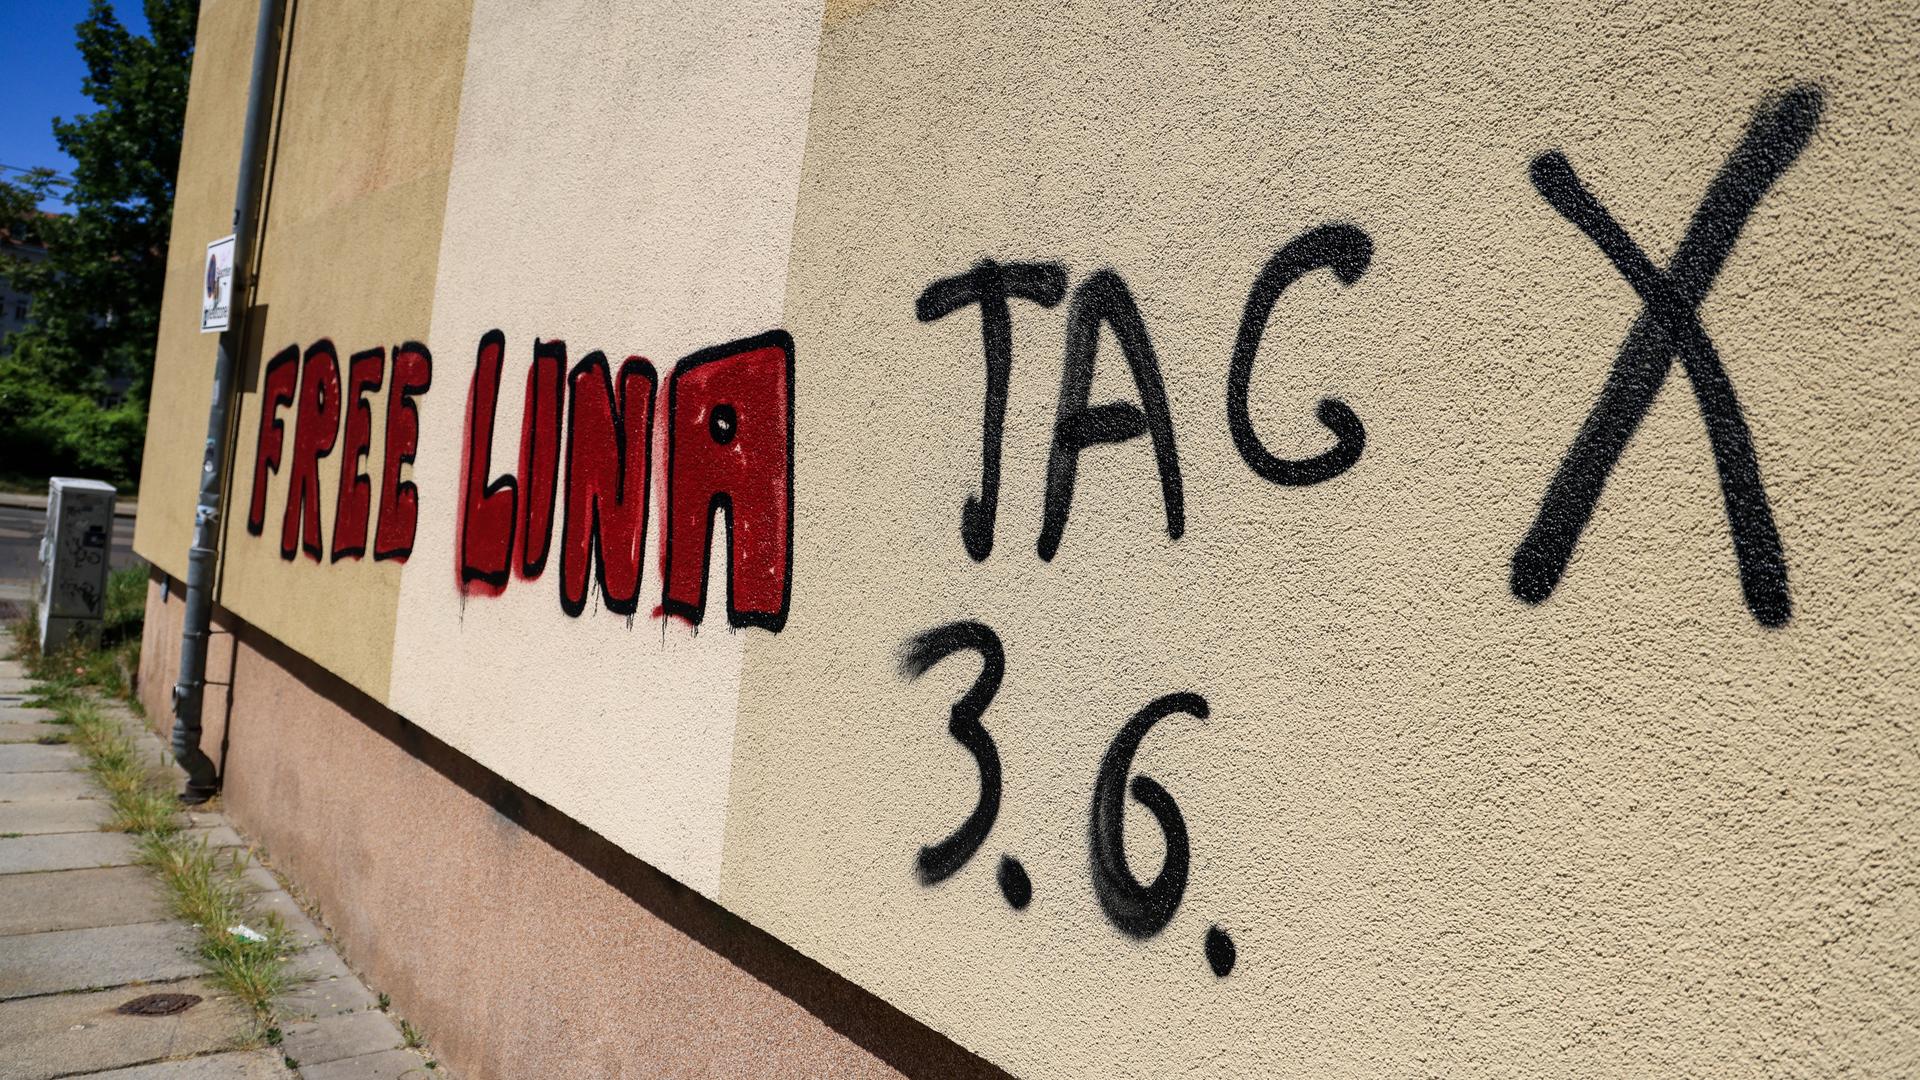 FREE LINA
TAG X
3.6.